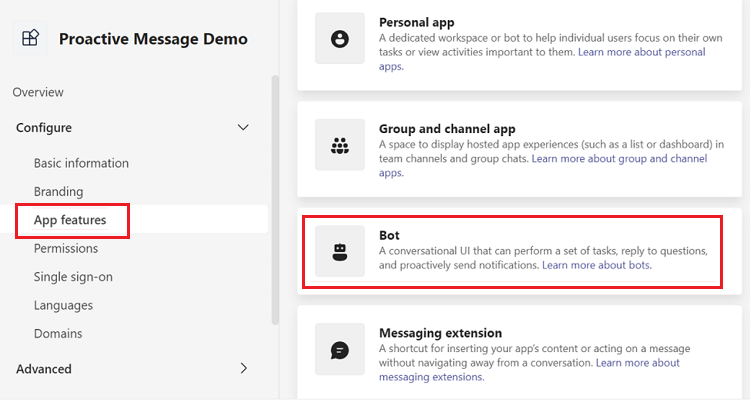 Proactive Message Demo
Overview
Configure
Basic information
Branding
App features
Permissions
Single sign-on
Languages
Domains
Advanced
Personal app
A dedicated workspace or bot to help individual users focus on their own
tasks or view activities important to them. Learn more about personal
apps.
Group and channel app
A space to display hosted app experiences (such as a list or dashboard) in
team channels and group chats. Learn more about group and channel
apps.
Bot
A conversational UI that can perform a set of tasks, reply to questions,
and proactively send notifications. Learn more about bots.
Messaging extension
A shortcut for inserting your app's content or acting on a message
without navigating away from a conversation. Learn more about
messaging extensions.